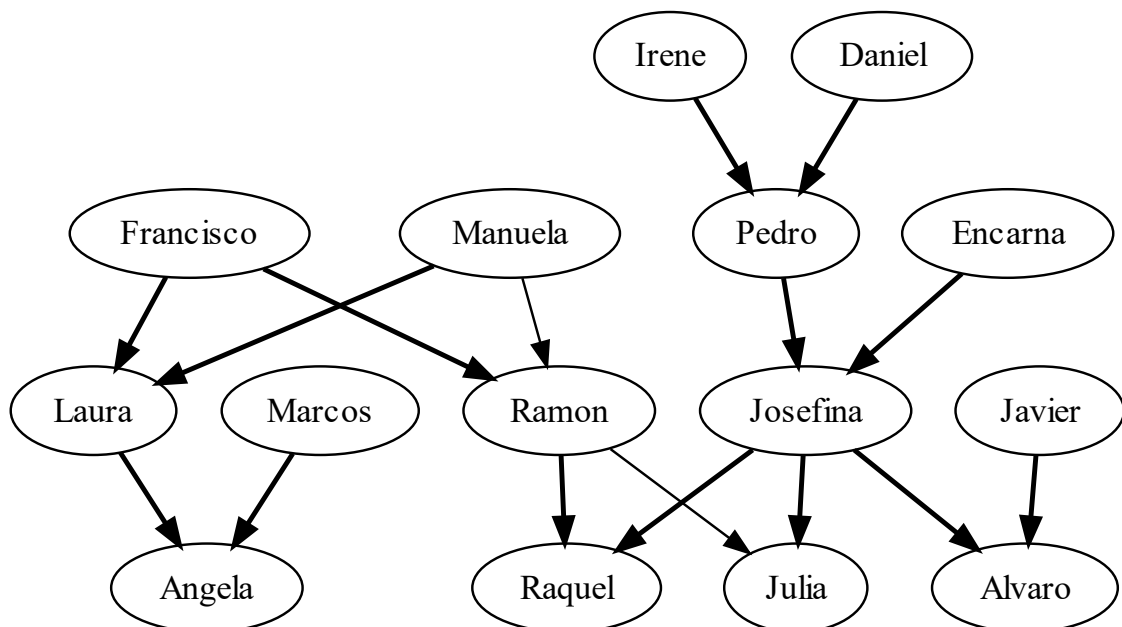 Irene
Daniel
Francisco
Manuela
Pedro
Encarna
Laura
Marcos
Ramon
Josefina
Javier
Angela
Raquel
Julia
Alvaro